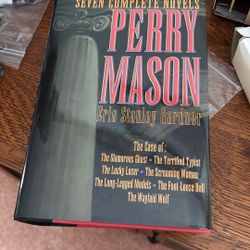 SEVEN COMPLETE NOVELS
PERRY
MASON
Erle Stanley Gardner
The Case of:
The Glamorous Ghost • The Terrified Typist
The Lucky Loser • The Screaming Woman
The Long-Legged Models • The Foot-Loose Doll
The Waylaid Wolf